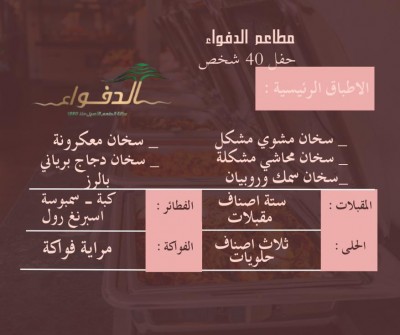 مطاعم الدفواء
حفل 40 شخص
الدفواء
الاطباق الرئيسية :
_ سخان مشوي مشكل
_ سخان محاشي مشكلة
_ سخان سمك وروبيان
_ سخان معكرونة
_ سخان دجاج برياني
بالرز
المقبلات :
ستة اصناف
مقبلات
الفطائر :
كبة - سمبوسة
اسبرنغ رول
الحلى :
ثلاث اصناف
حلويات
الفواكة :
مراية فواكة